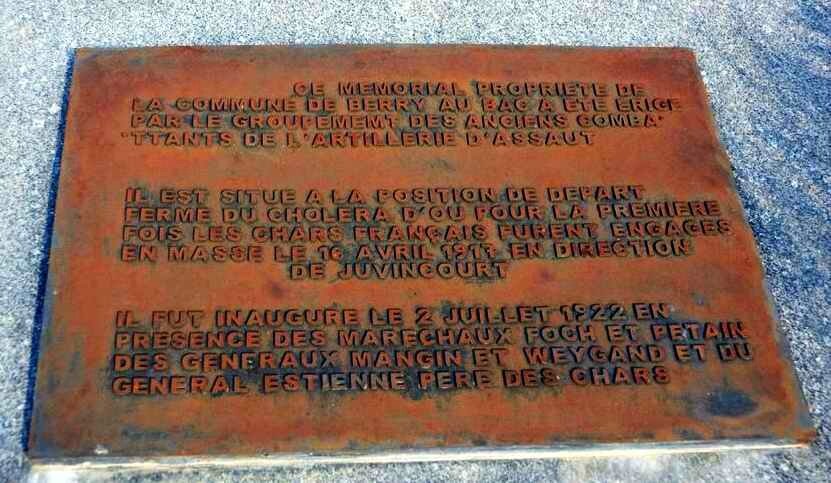 CE MEMORIAL PROPRIETE DE
LA COMMUNE DE BERRY AU BAC A ETE ERIGE
PAR LE GROUPEMEMT DES ANCIENS COMBA'
'TTANTS DE L'ARTILLERIE D'ASSAUT
IL EST SITUE A LA POSITION DE DEPART
FERME DU CHOLERA D'OU POUR LA PREMIERE
FOIS LES CHARS FRANÇAIS FURENT ENGAGES
EN MASSE LE 16 AVRIL 1917 EN DIRECTION
DE JUVINCOURT
IL FUT INAUGURE LE 2 JUILLET 1922 EN
PRESENCE DES MARECHAUX FOCH ET PETAIN
DES GENERAUX MANGIN ET WEYGAND ET DU
GENERAL ESTIENNE PERE DES CHARS